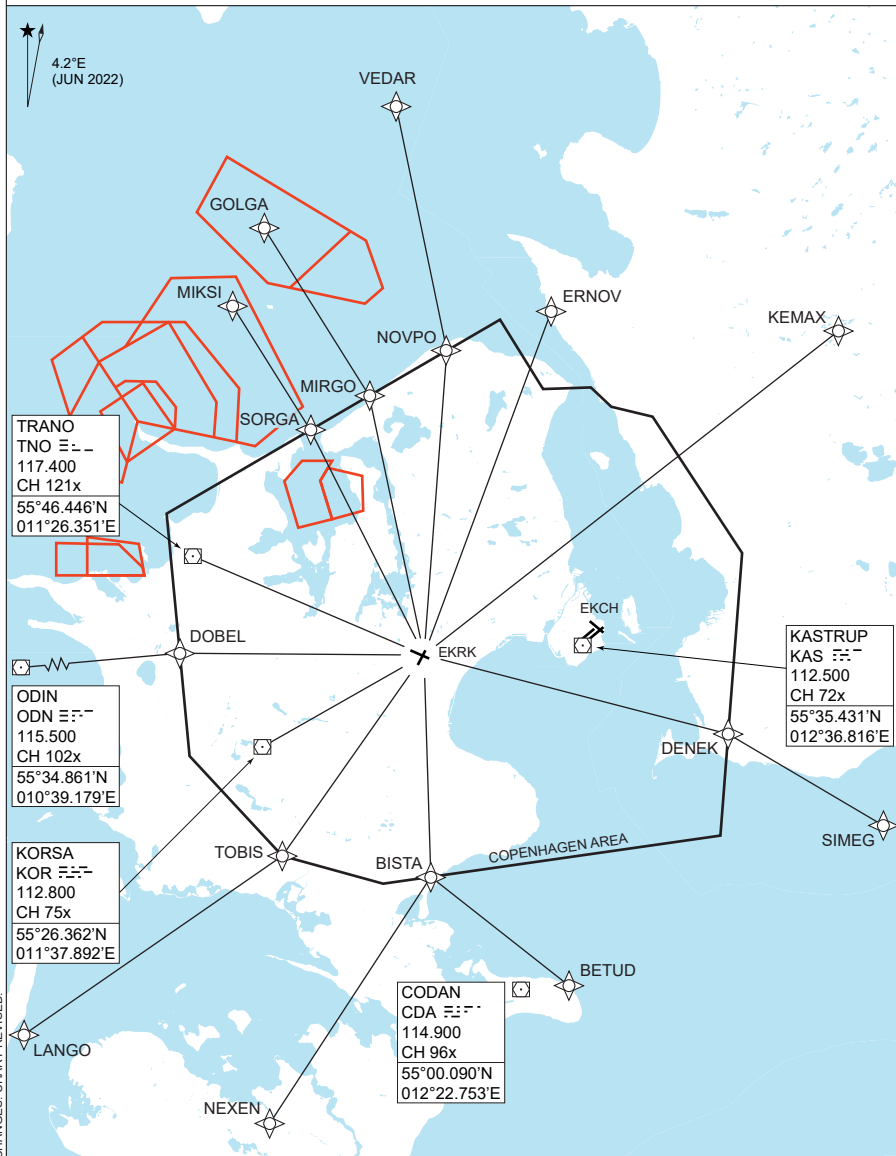 4.2°E
(JUN 2022)
VEDAR
GOLGA
MIKSI
ERNOV
KEMAX
NOVPO
MIRGO
SORGA
TRANO
TNO
117.400
CH 121x
55°46.446'N
011°26.351'E
EKCH
DOBEL
EKRK
KASTRUP
KAS
112.500
CH 72x
55°35.431'N
012°36.816'E
ODIN
ODN
115.500
CH 102x
55°34.861'N
010°39.179'E
DENEK
SIMEG
KORSA
KOR
112.800
CH 75x
55°26.362'N
011°37.892'E
TOBIS
BISTA
COPENHAGEN AREA
BETUD
CODAN
CDA
114.900
CH 96x
55°00.090'N
012°22.753'E
LANGO
NEXEN